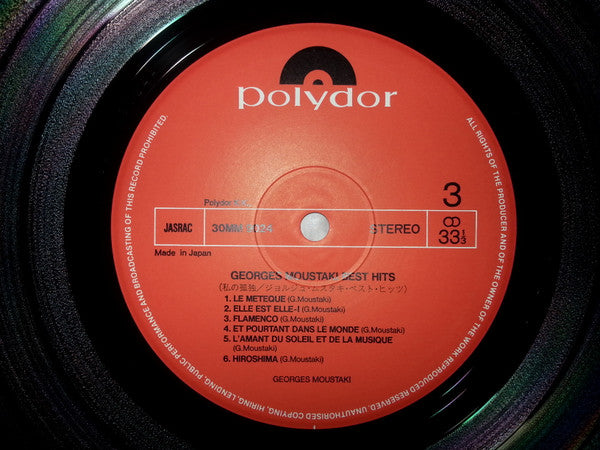 polydor
3
Polydor
JASRAC
STEREO
33 1/3
Made in Japan
GEORGES MOUSTAKI BEST HITS
(私の孤独/ジョルジュ・ムスタキ・ベスト・ヒッツ)
1. LE METEQUE (G.Moustaki)
2. ELLE EST ELLE-! (G.Moustaki)
3. FLAMENCO (G.Moustaki)
4. ET POURTANT DANS LE MONDE (G.Moustaki)
5. L'AMANT DU SOLEIL ET DE LA MUSIQUE
(G.Moustaki)
6. HIROSHIMA (G.Moustaki)
GEORGES MOUSTAKI
ALL RIGHTS OF THE PRODUCER AND OF THE OWNER OF THE WORK REPRODUCED RESERVED. UNAUTHORISED COPYING, HIRING, LENDING, PUBLIC PERFORMANCE AND BROADCASTING OF THIS RECORD PROHIBITED.